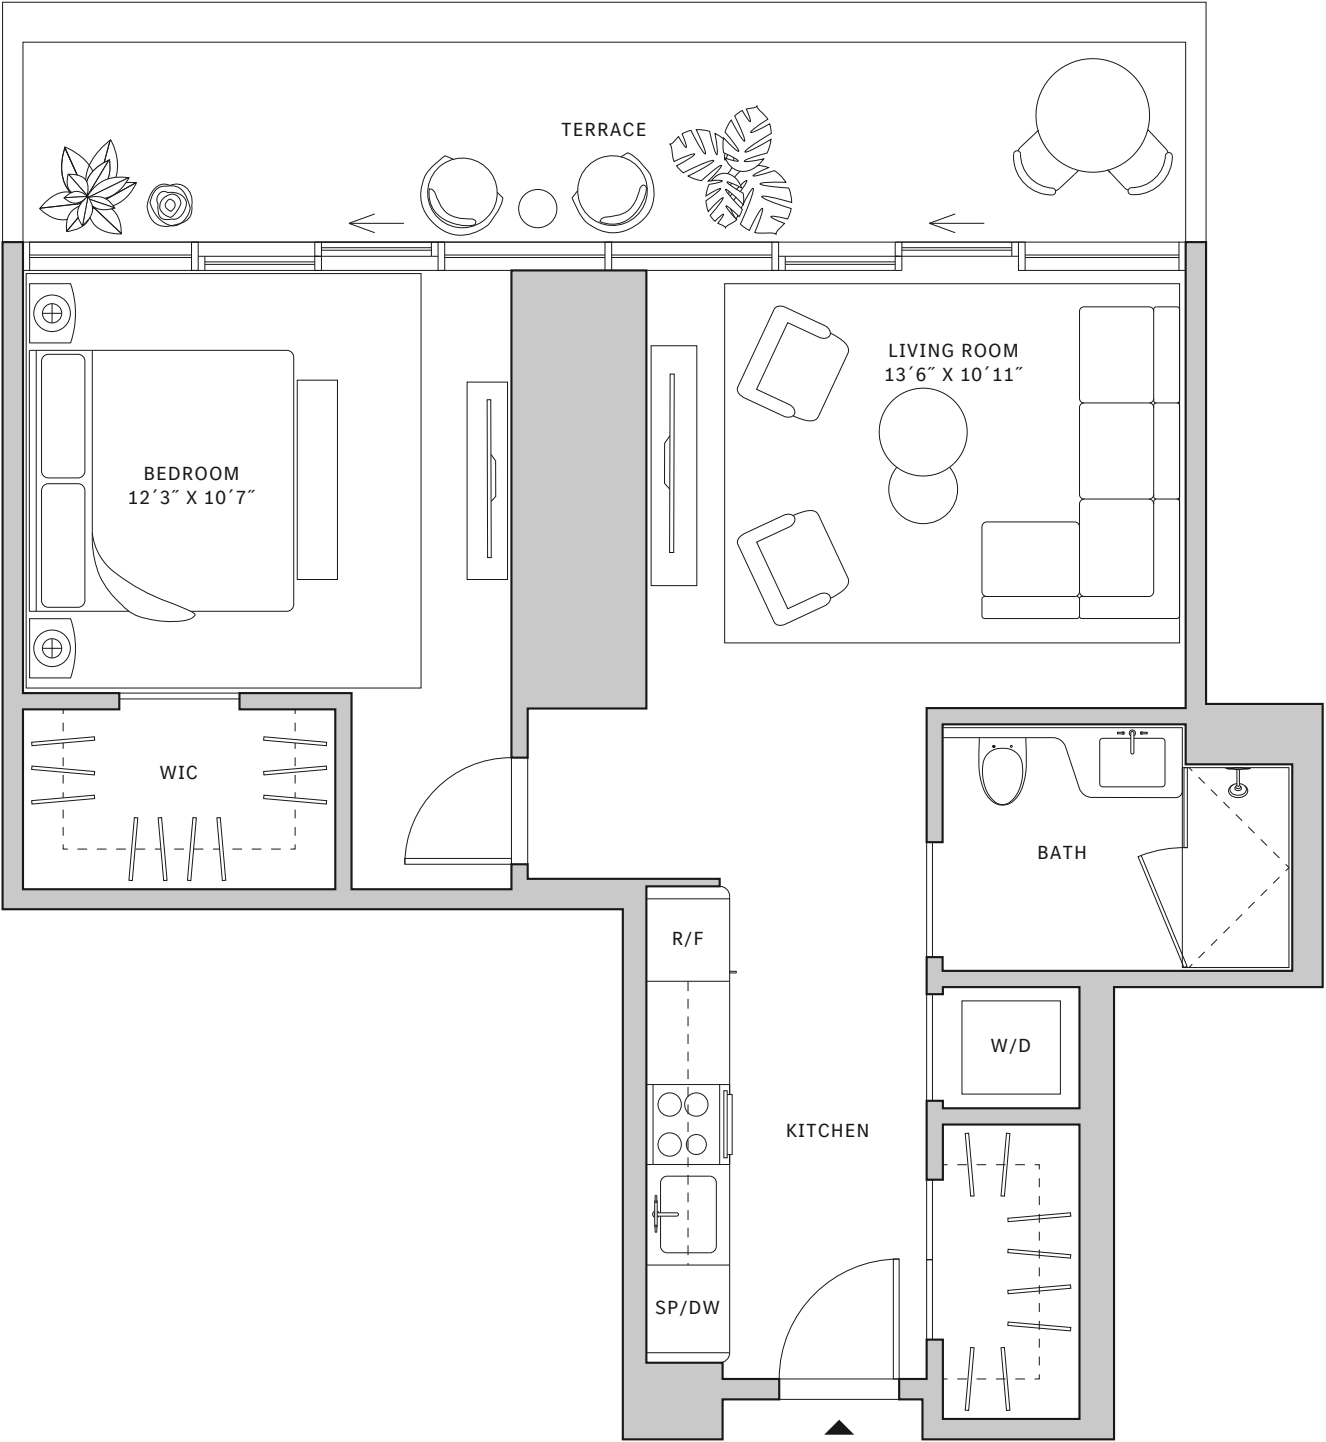 TERRACE
LIVING ROOM
13´6˝ X 10´11˝
BEDROOM
12´3˝ X 10´7˝
WIC
BATH
R/F
W/D
KITCHEN
SP/DW